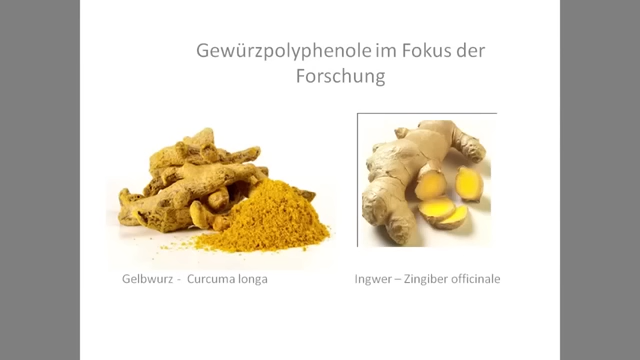 Gewürzpolyphenole im Fokus der
Forschung
Gelbwurz - Curcuma longa
Ingwer – Zingiber officinale